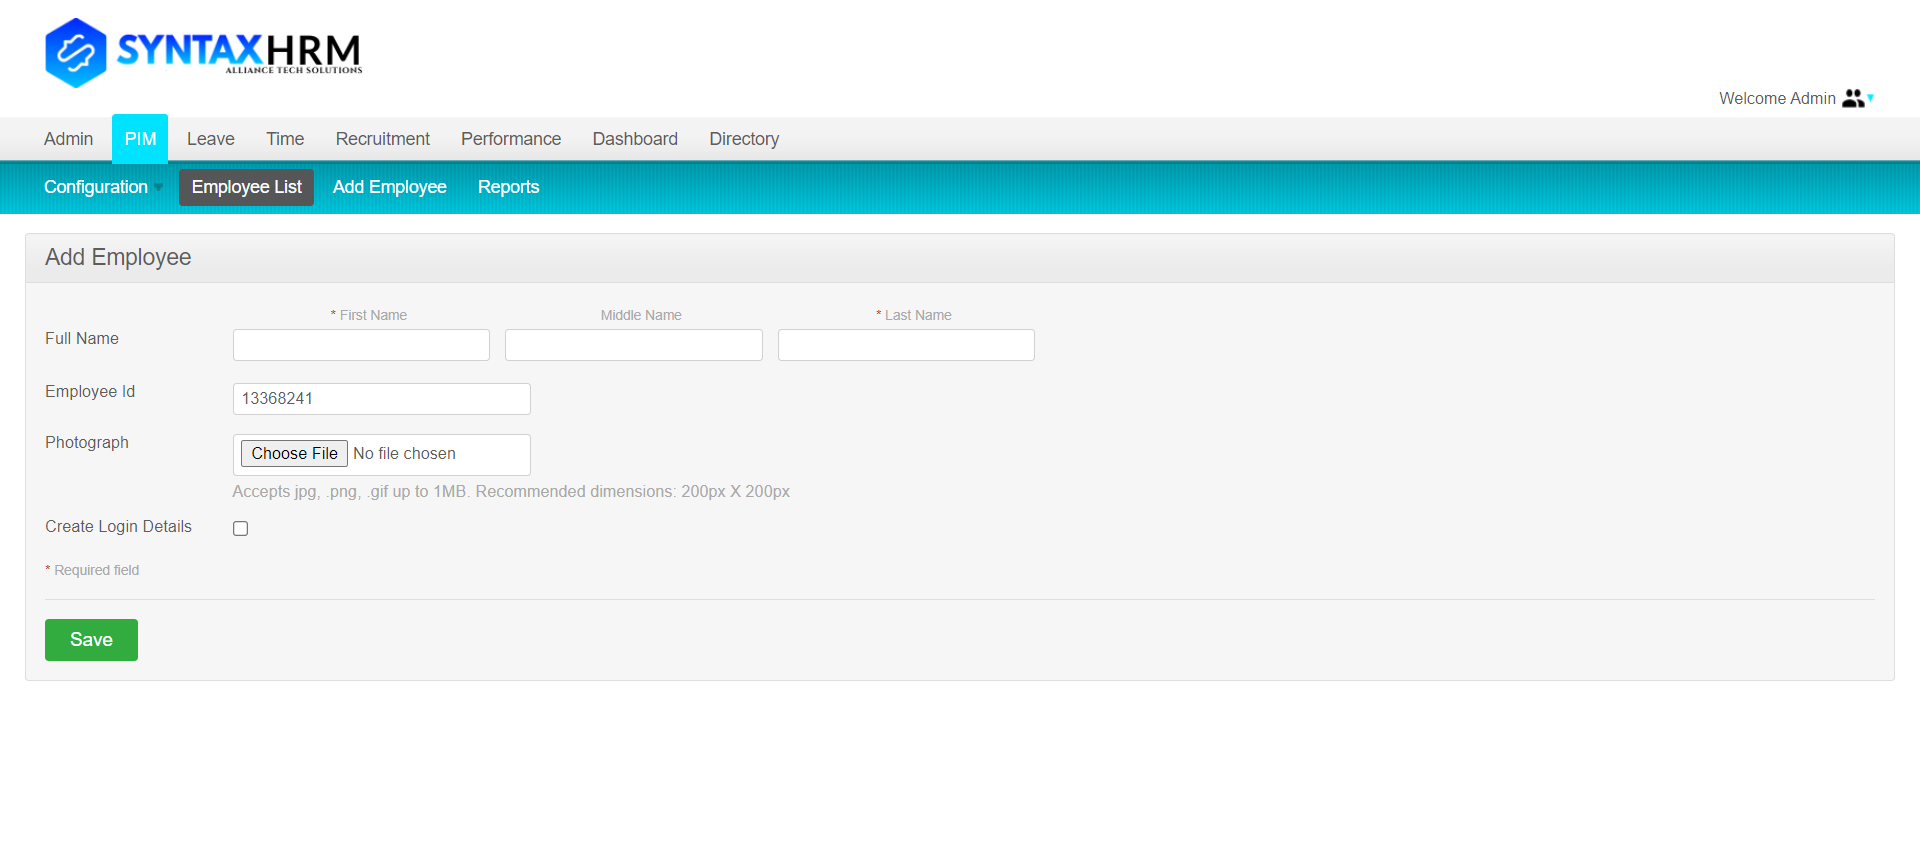 SYNTAXHRM
ALLIANCE TECH SOLUTIONS
Welcome Admin
Admin PIM Leave Time Recruitment Performance Dashboard Directory
Configuration Employee List Add Employee Reports
Add Employee
* First Name Middle Name * Last Name
Full Name
Employee Id 13368241
Photograph Choose File No file chosen
Accepts jpg, .png, .gif up to 1MB. Recommended dimensions: 200px X 200px
Create Login Details
* Required field
Save